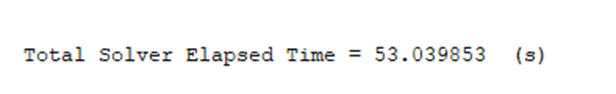 Total Solver Elapsed Time = 53.039853  (s)